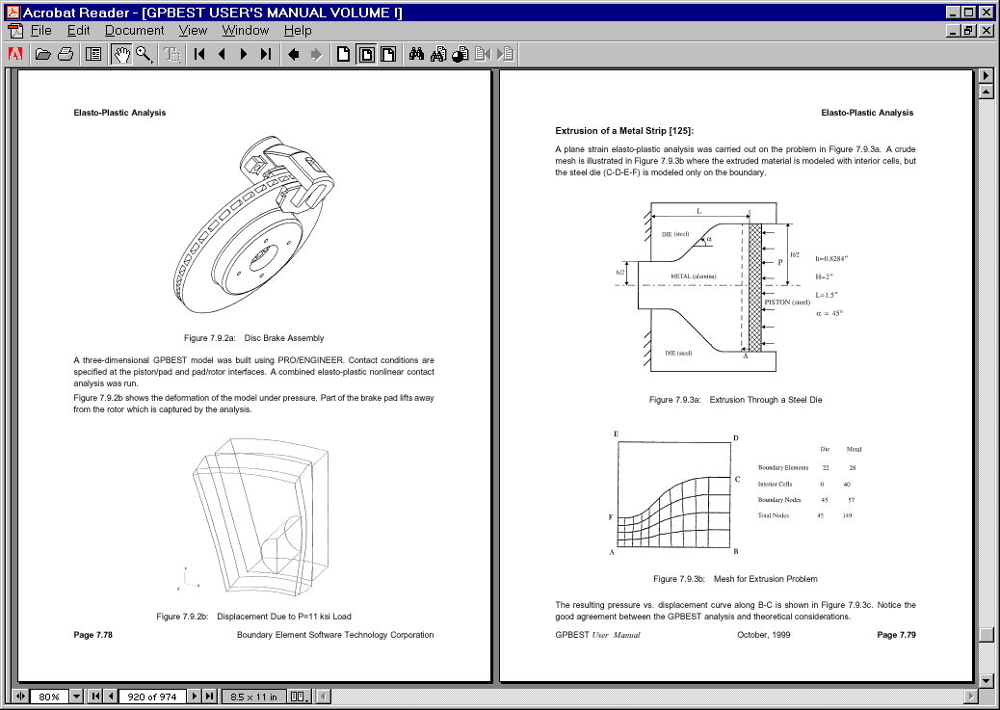 Acrobat Reader - [GPBEST USER'S MANUAL VOLUME I]
File Edit Document View Window Help
Elasto-Plastic Analysis
Figure 7.9.2a: Disc Brake Assembly
A three-dimensional GPBEST model was built using PRO/ENGINEER. Contact conditions are
specified at the piston/pad and pad/rotor interfaces. A combined elasto-plastic nonlinear contact
analysis was run.
Figure 7.9.2b shows the deformation of the model under pressure. Part of the brake pad lifts away
from the rotor which is captured by the analysis.
Figure 7.9.2b: Displacement Due to P=11 ksi Load
Page 7.78 Boundary Element Software Technology Corporation
Elasto-Plastic Analysis
Extrusion of a Metal Strip [125]:
A plane strain elasto-plastic analysis was carried out on the problem in Figure 7.9.3a. A crude
mesh is illustrated in Figure 7.9.3b where the extruded material is modeled with interior cells, but
the steel die (C-D-E-F) is modeled only on the boundary.
L
DIE (steel)
α
H/2
P
h/2
METAL (alumina)
PISTON (steel)
DIE (steel)
Δ
h=0.8284"
H=2"
L=1.5"
α = 45°
Figure 7.9.3a: Extrusion Through a Steel Die
E
D
C
F
A
B
Die Metal
Boundary Elements 22 28
Interior Cells 0 40
Boundary Nodes 45 57
Total Nodes 45 149
Figure 7.9.3b: Mesh for Extrusion Problem
The resulting pressure vs. displacement curve along B-C is shown in Figure 7.9.3c. Notice the
good agreement between the GPBEST analysis and theoretical considerations.
GPBEST User Manual October, 1999 Page 7.79
80% 920 of 974 8.5 x 11 in